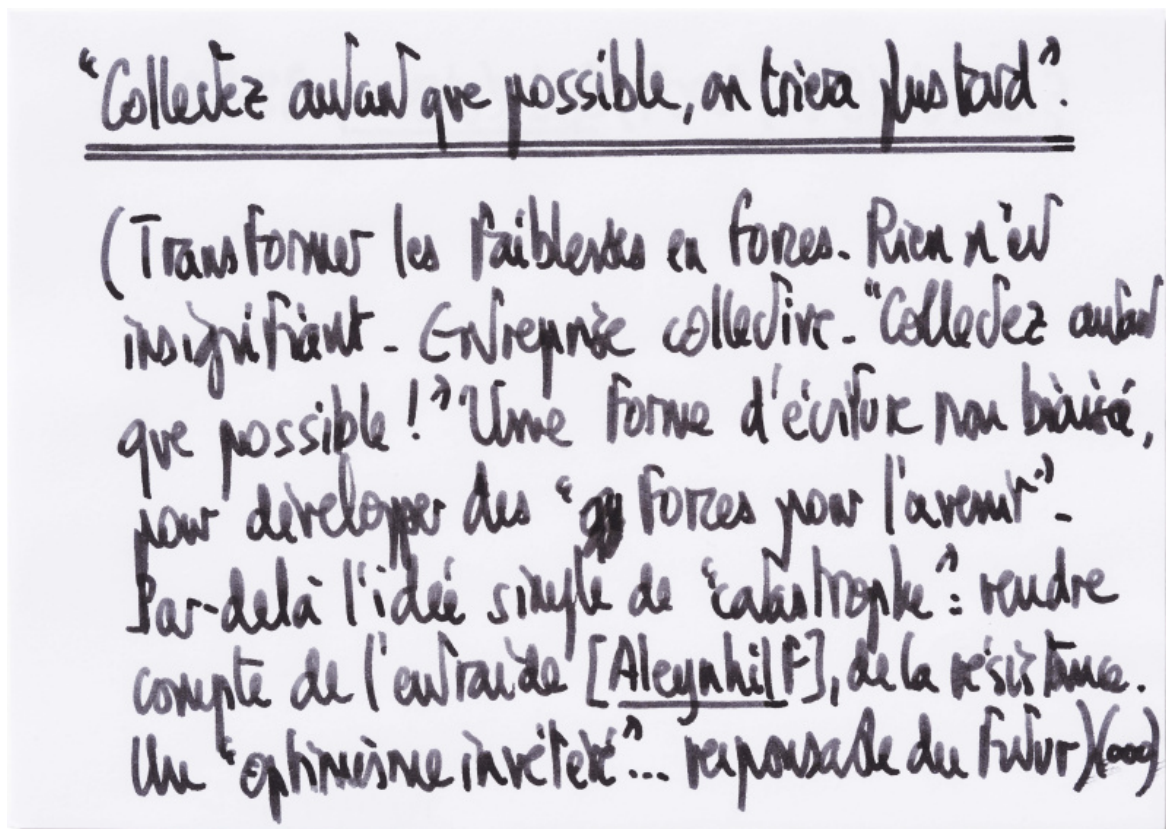 “Collectez autant que possible, on triera plus tard”.
(Transformer les faiblesses en forces. Rien n'est
insignifiant. Entreprise collective. “Collectez autant
que possible!” Une forme d'écriture non biaisé,
pour développer des “ forces pour l'avenir”.
Par-delà l'idée simple de “catastrophe”: rendre
compte de l'entraide [Aleynhilf], de la résistance.
Un “optimisme invétéré”... responsable du futur)(...)